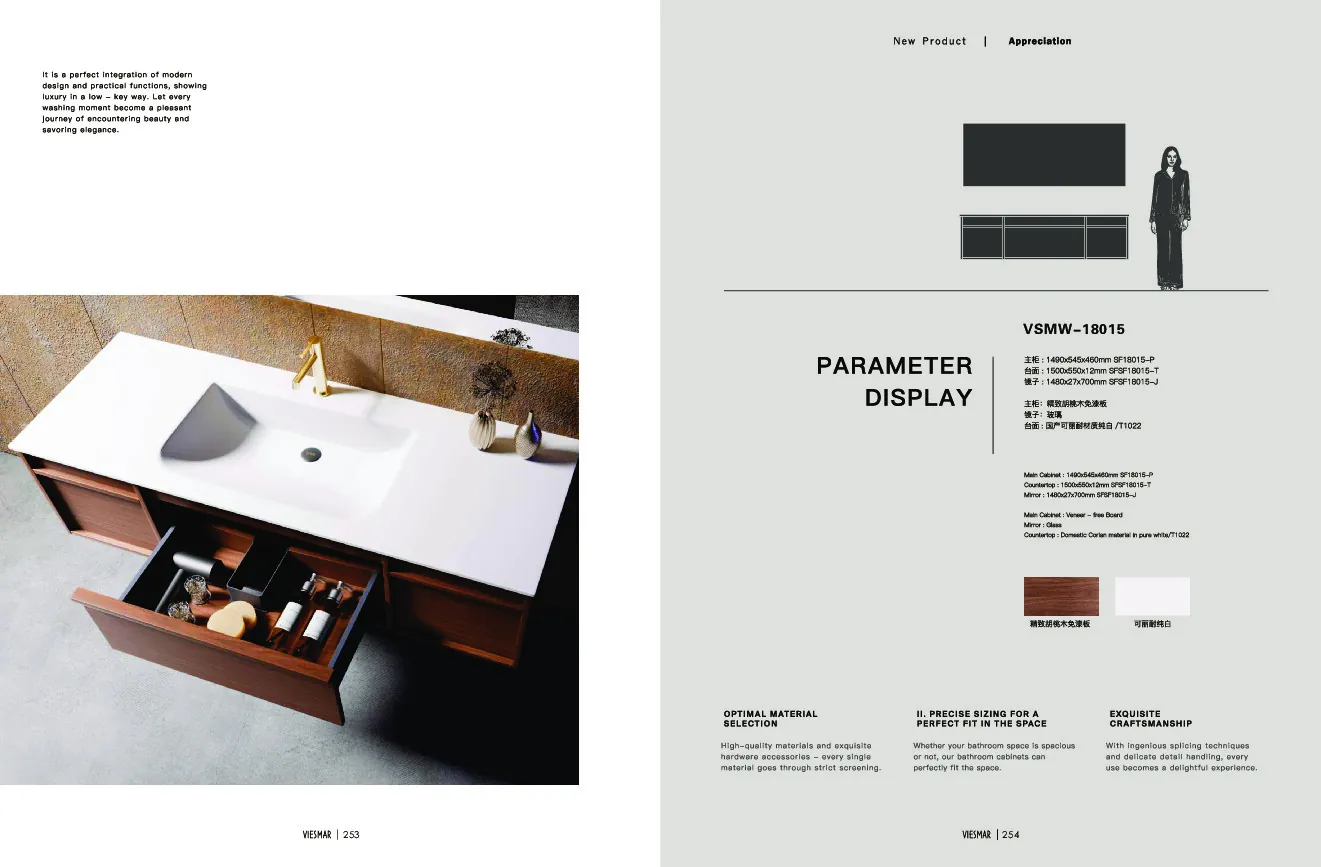 It is a perfect integration of modern
design and practical functions, showing
luxury in a low – key way. Let every
washing moment become a pleasant
journey of encountering beauty and
savoring elegance.
VIESMAR | 253
New Product | Appreciation
VSMW–18015
PARAMETER
DISPLAY
主柜 : 1490x545x460mm SF18015–P
台面 : 1500x550x12mm SFSF18015–T
镜子 : 1480x27x700mm SFSF18015–J
主柜: 精致胡桃木免漆板
镜子: 玻璃
台面 : 国产可丽耐材质纯白 /T1022
Main Cabinet : 1490x545x460mm SF18015–P
Countertop : 1500x550x12mm SFSF18015–T
Mirror : 1480x27x700mm SFSF18015–J
Main Cabinet : Veneer – free Board
Mirror : Glass
Countertop : Domestic Corian material in pure white/T1022
精致胡桃木免漆板
可丽耐纯白
OPTIMAL MATERIAL
SELECTION
High–quality materials and exquisite
hardware accessories – every single
material goes through strict screening.
II. PRECISE SIZING FOR A
PERFECT FIT IN THE SPACE
Whether your bathroom space is spacious
or not, our bathroom cabinets can
perfectly fit the space.
EXQUISITE
CRAFTSMANSHIP
With ingenious splicing techniques
and delicate detail handling, every
use becomes a delightful experience.
VIESMAR | 254